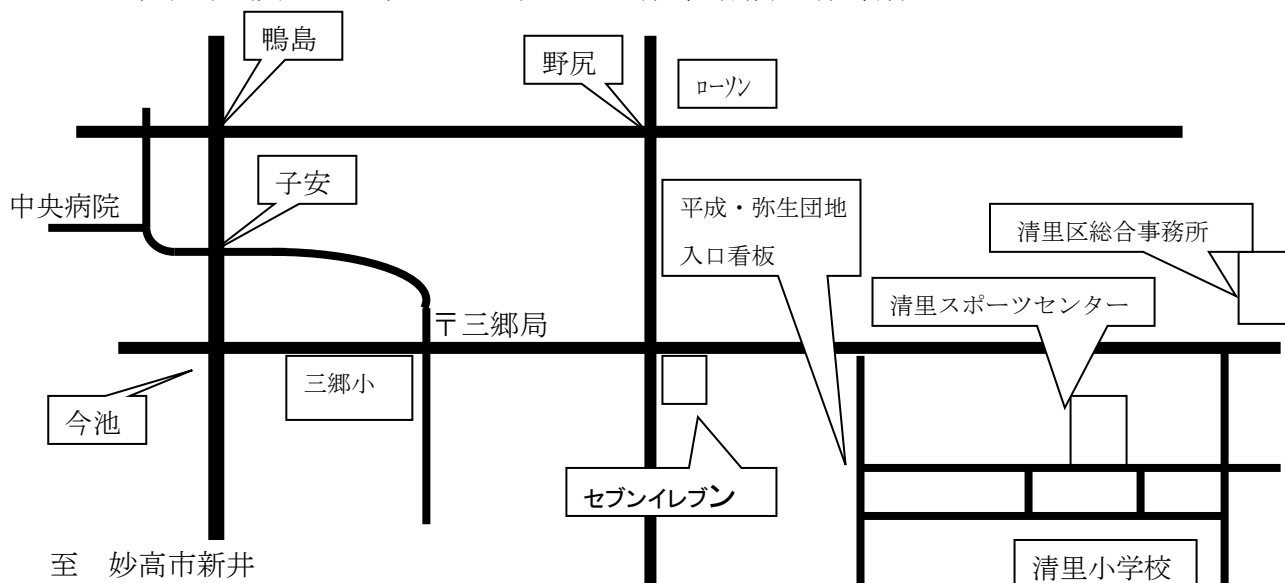 鴨島
野尻
ローソン
子安
中央病院
平成・弥生団地
入口看板
清里区総合事務所
清里スポーツセンター
〒三郷局
三郷小
今池
セブンイレブン
至 妙高市新井
清里小学校